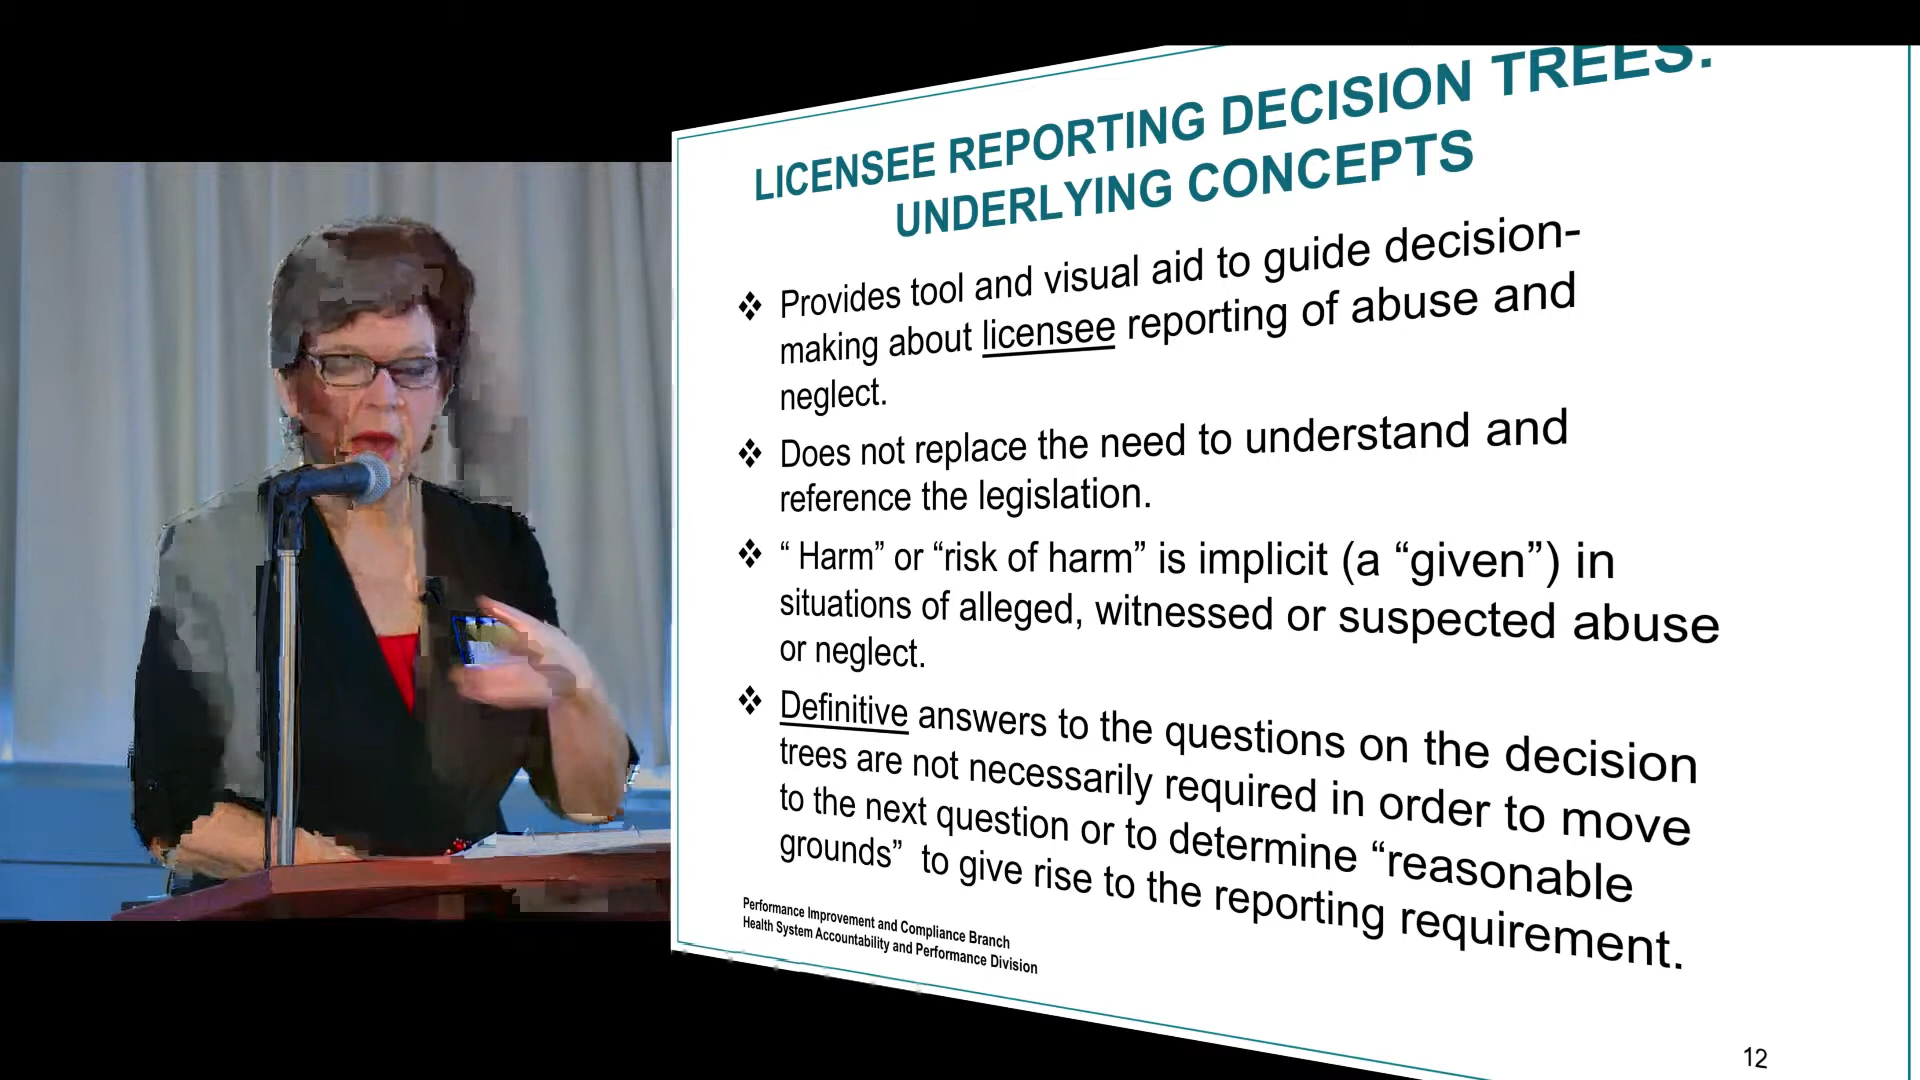 LICENSEE REPORTING DECISION TREES:
UNDERLYING CONCEPTS
❖ Provides tool and visual aid to guide decision-
making about licensee reporting of abuse and
neglect.
❖ Does not replace the need to understand and
reference the legislation.
❖ “ Harm” or “risk of harm” is implicit (a “given”) in
situations of alleged, witnessed or suspected abuse
or neglect.
❖ Definitive answers to the questions on the decision
trees are not necessarily required in order to move
to the next question or to determine “reasonable
grounds” to give rise to the reporting requirement.
Performance Improvement and Compliance Branch
Health System Accountability and Performance Division
12